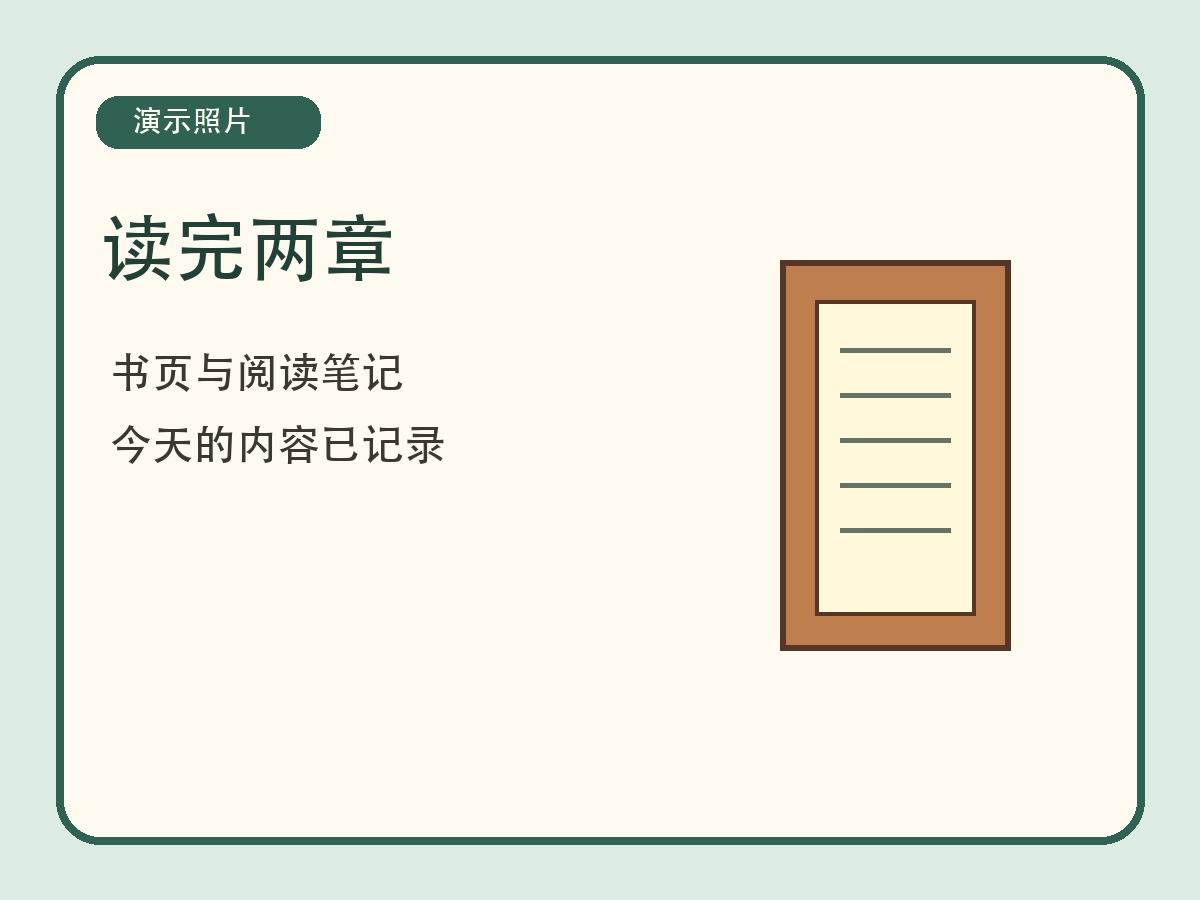 演示照片
读完两章
书页与阅读笔记
今天的内容已记录